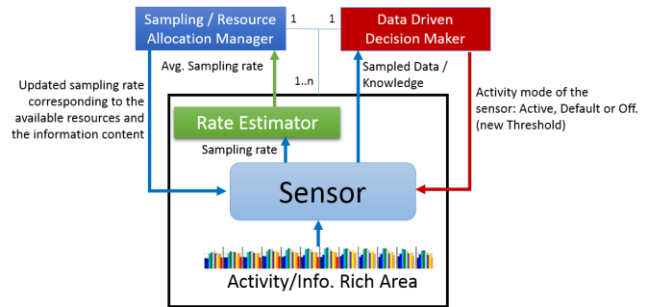 Sampling / Resource
Allocation Manager
1
1
Data Driven
Decision Maker
Avg. Sampling rate
1..n
Sampled Data /
Knowledge
Updated sampling rate
corresponding to the
available resources and
the information content
Activity mode of the
sensor: Active, Default or Off.
(new Threshold)
Rate Estimator
Sampling rate
Sensor
Activity/Info. Rich Area